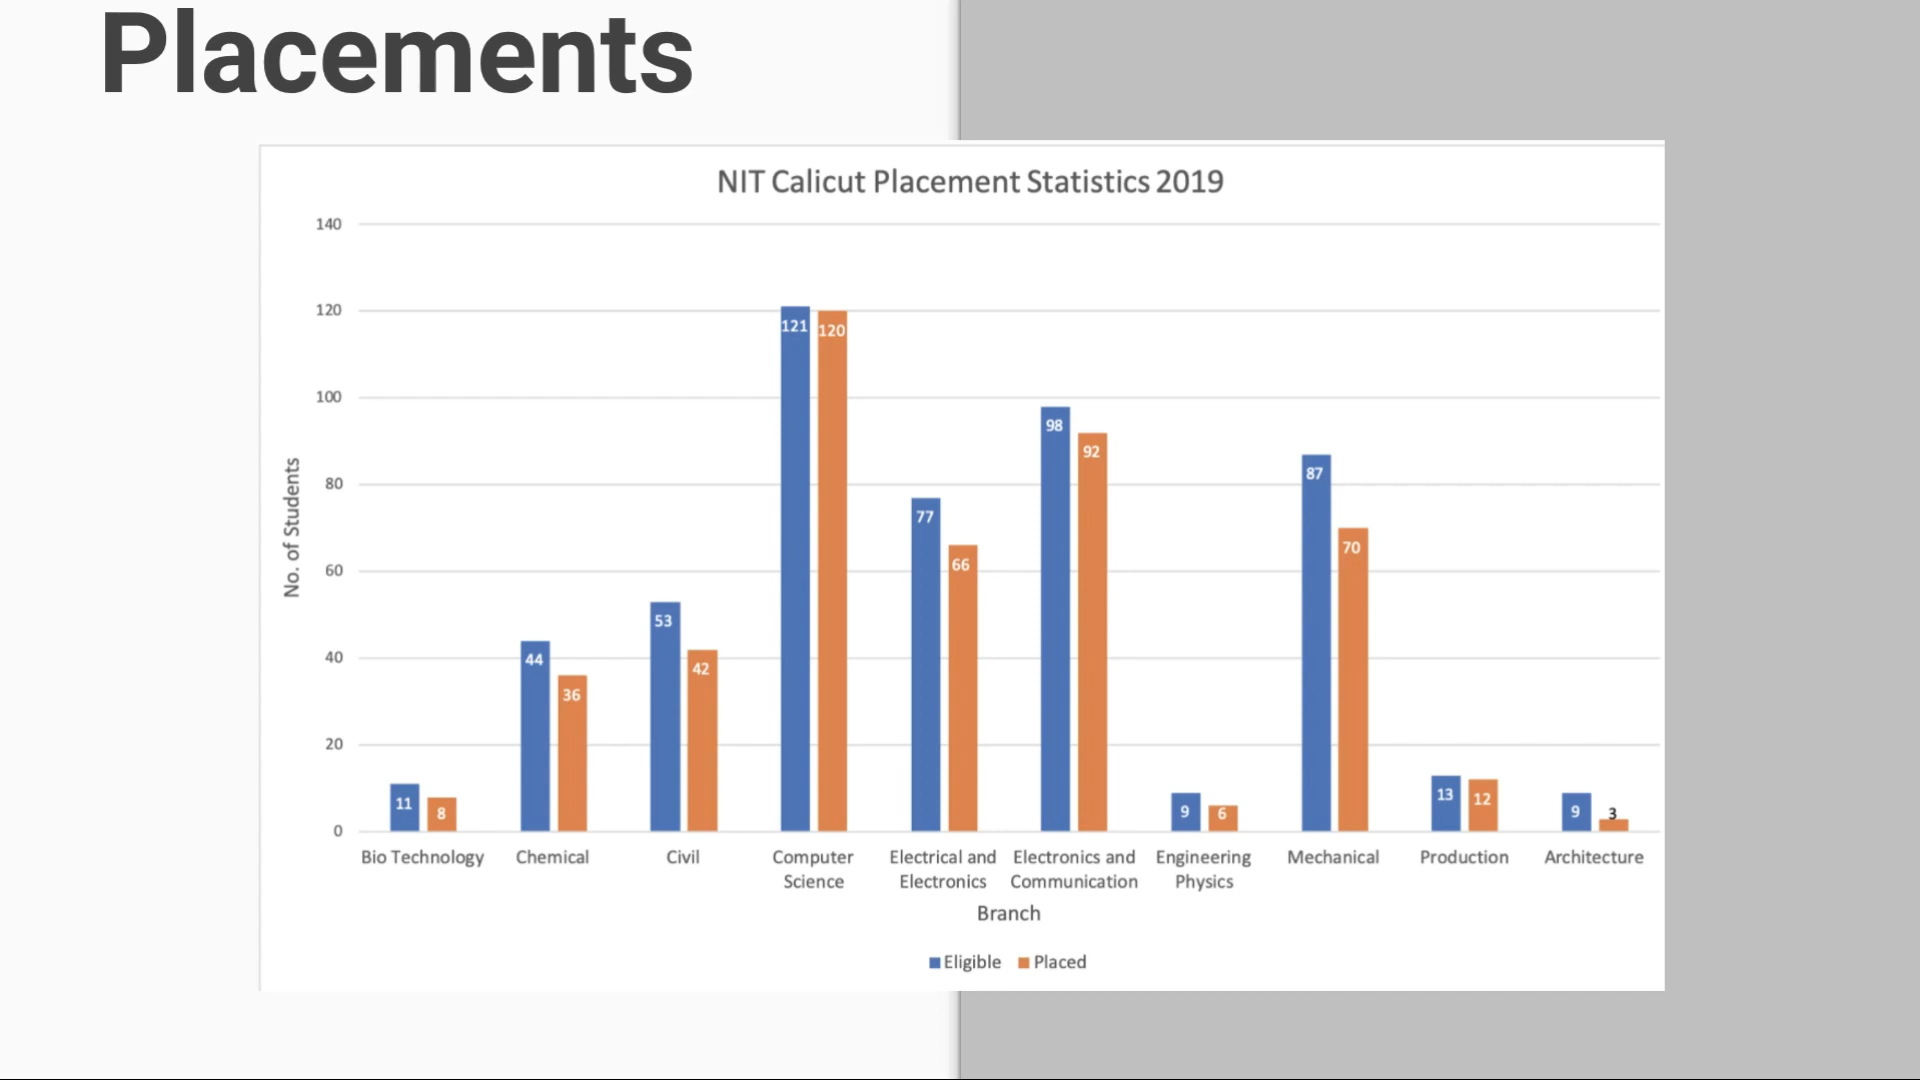 Placements
NIT Calicut Placement Statistics 2019
140
120
100
80
60
40
20
0
No. of Students
11
8
44
36
53
42
121
120
77
66
98
92
9
6
87
70
13
12
9
3
Bio Technology
Chemical
Civil
Computer
Science
Electrical and
Electronics
Electronics and
Communication
Engineering
Physics
Mechanical
Production
Architecture
Branch
Eligible
Placed